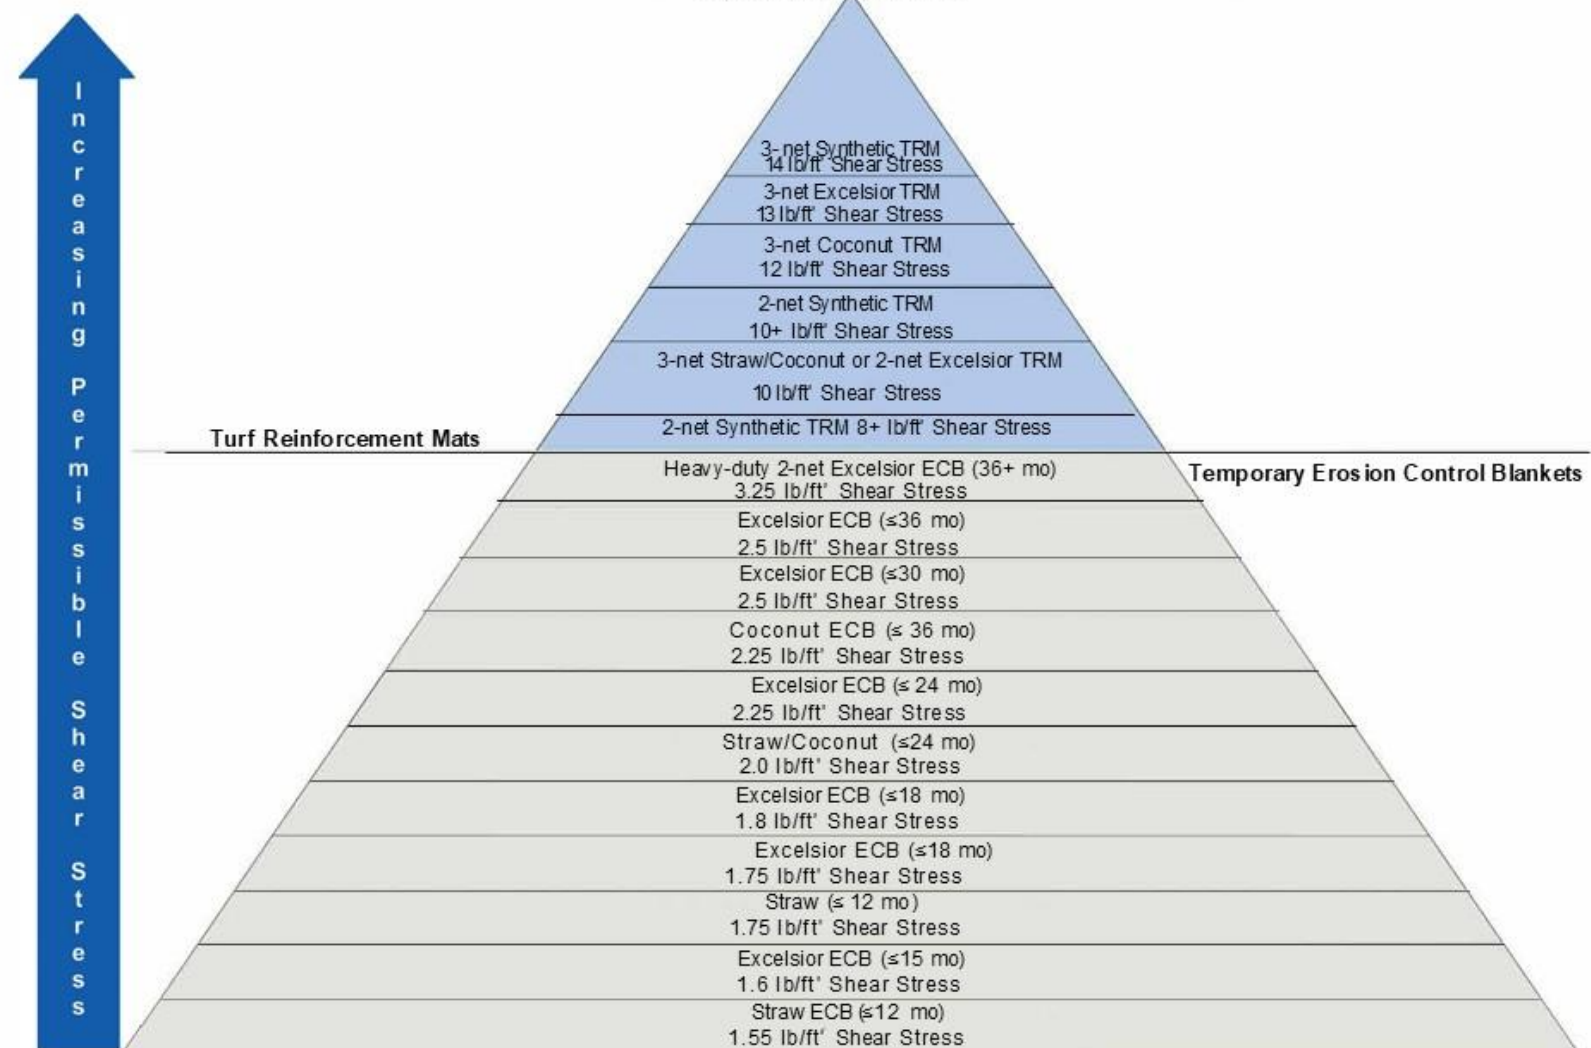 Increasing Permissible Shear Stress
3-net Synthetic TRM
14 lb/ft' Shear Stress
3-net Excelsior TRM
13 lb/ft' Shear Stress
3-net Coconut TRM
12 lb/ft' Shear Stress
2-net Synthetic TRM
10+ lb/ft' Shear Stress
3-net Straw/Coconut or 2-net Excelsior TRM
10 lb/ft' Shear Stress
2-net Synthetic TRM 8+ lb/ft' Shear Stress
Turf Reinforcement Mats
Temporary Erosion Control Blankets
Heavy-duty 2-net Excelsior ECB (36+ mo)
3.25 lb/ft' Shear Stress
Excelsior ECB (≤36 mo)
2.5 lb/ft' Shear Stress
Excelsior ECB (≤30 mo)
2.5 lb/ft' Shear Stress
Coconut ECB (≤ 36 mo)
2.25 lb/ft' Shear Stress
Excelsior ECB (≤ 24 mo)
2.25 lb/ft' Shear Stress
Straw/Coconut (≤24 mo)
2.0 lb/ft' Shear Stress
Excelsior ECB (≤18 mo)
1.8 lb/ft' Shear Stress
Excelsior ECB (≤18 mo)
1.75 lb/ft' Shear Stress
Straw (≤ 12 mo)
1.75 lb/ft' Shear Stress
Excelsior ECB (≤15 mo)
1.6 lb/ft' Shear Stress
Straw ECB (≤12 mo)
1.55 lb/ft' Shear Stress